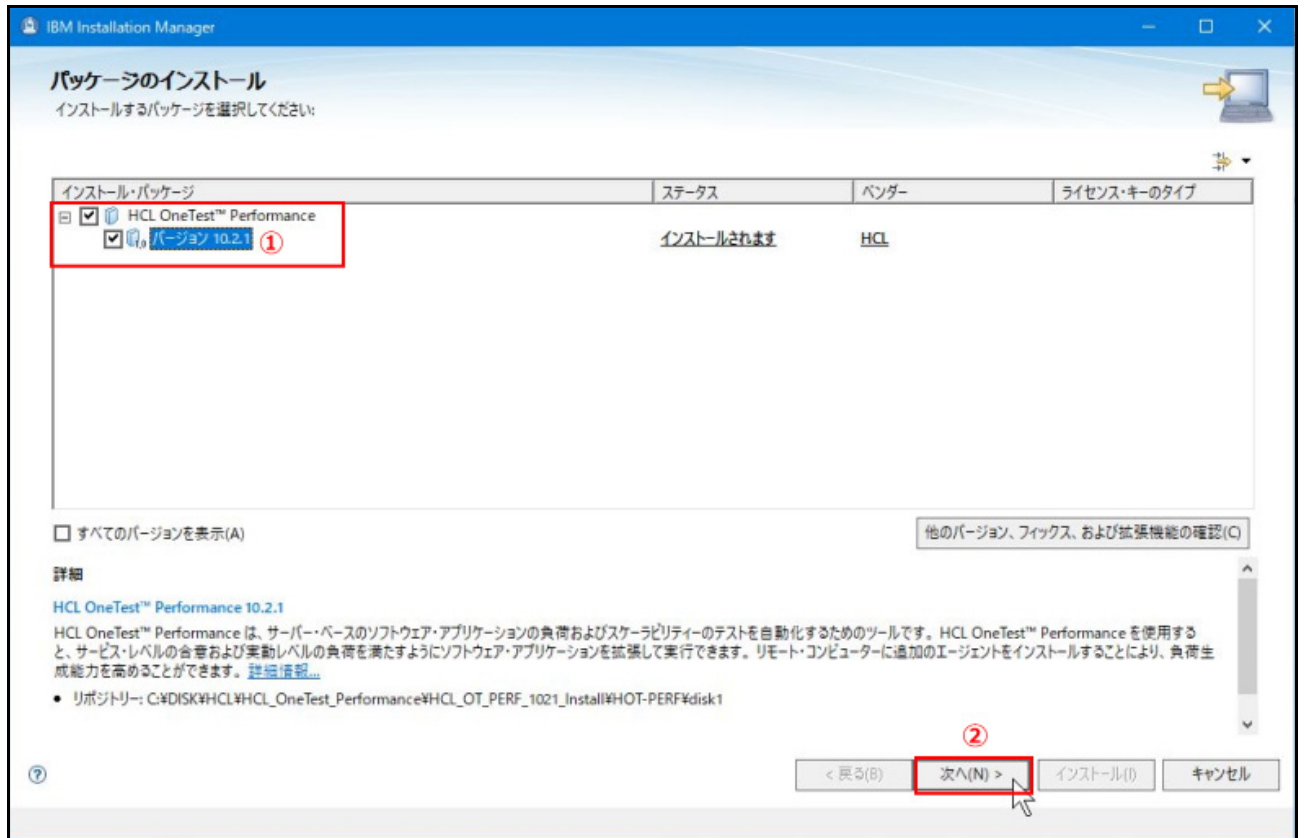 IBM Installation Manager
パッケージのインストール
インストールするパッケージを選択してください:
インストール・パッケージ ステータス ベンダー ライセンス・キーのタイプ
HCL OneTest™ Performance
バージョン 10.2.1 ① インストールされます HCL
すべてのバージョンを表示(A) 他のバージョン、フィックス、および拡張機能の確認(C)
詳細
HCL OneTest™ Performance 10.2.1
HCL OneTest™ Performance は、サーバー・ベースのソフトウェア・アプリケーションの負荷およびスケーラビリティーのテストを自動化するためのツールです。HCL OneTest™ Performance を使用する
と、サービス・レベルの合意および実動レベルの負荷を満たすようにソフトウェア・アプリケーションを拡張して実行できます。リモート・コンピューターに追加のエージェントをインストールすることにより、負荷生
成能力を高めることができます。詳細情報...
• リポジトリー: C:¥DISK¥HCL¥HCL_OneTest_Performance¥HCL_OT_PERF_1021_Install¥HOT-PERF¥disk1
②
< 戻る(B) 次へ(N) > インストール(I) キャンセル